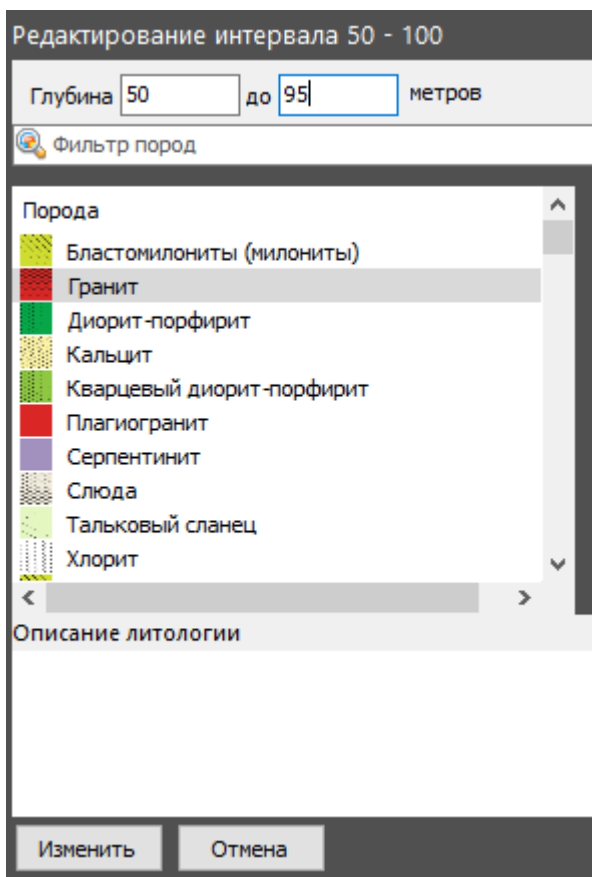 Редактирование интервала 50 - 100
Глубина 50 до 95 метров
Фильтр пород
Порода
Бластомилониты (милониты)
Гранит
Диорит-порфирит
Кальцит
Кварцевый диорит-порфирит
Плагиогранит
Серпентинит
Слюда
Тальковый сланец
Хлорит
Описание литологии
Изменить Отмена